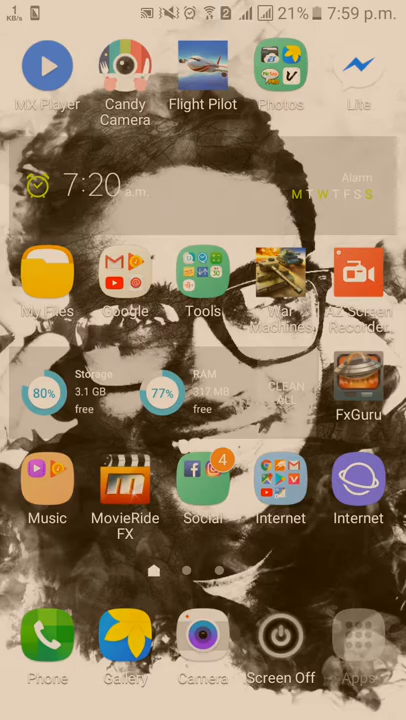 1
KB/s
2
21%
7:59 p.m.
MX Player
Candy
Camera
Flight Pilot
Photos
Lite
7:20 a.m.
Alarm
M T W T F S S
My Files
Google
Tools
War
Machines
AZ Screen
Recorder
80%
Storage
3.1 GB
free
77%
RAM
317 MB
free
CLEAN
ALL
FxGuru
Music
MovieRide
FX
4
Social
Internet
Internet
Phone
Gallery
Camera
Screen Off
Apps